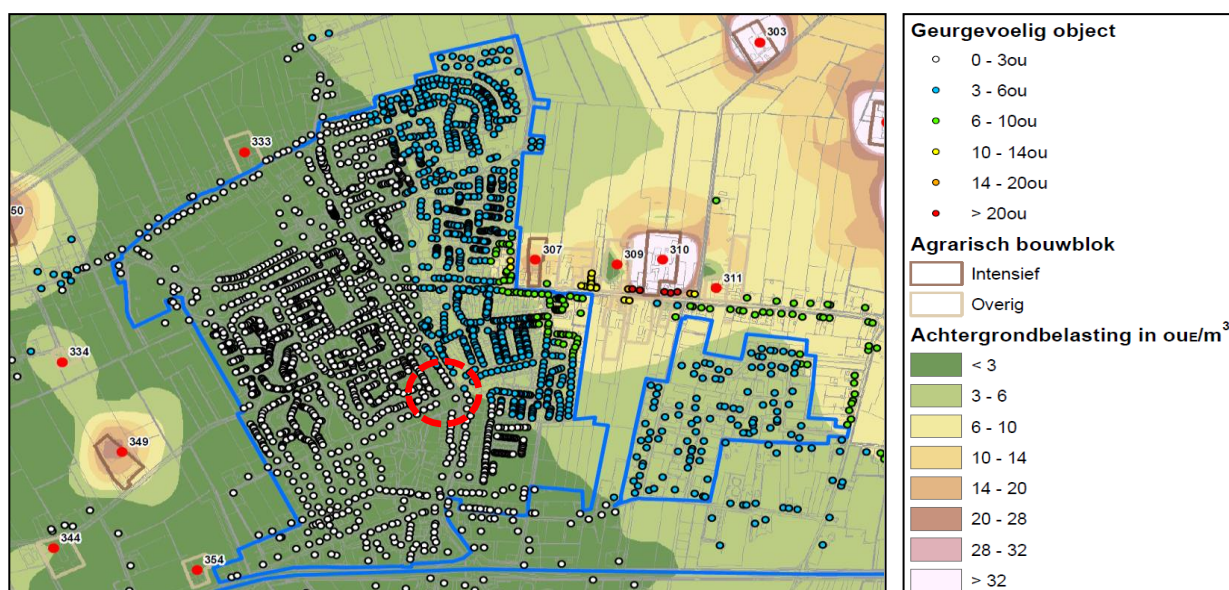 303
333
50
307
309
310
311
334
349
344
354
Geurgevoelig object
0 - 3ou
3 - 6ou
6 - 10ou
10 - 14ou
14 - 20ou
> 20ou
Agrarisch bouwblok
Intensief
Overig
Achtergrondbelasting in ouE/m³
< 3
3 - 6
6 - 10
10 - 14
14 - 20
20 - 28
28 - 32
> 32